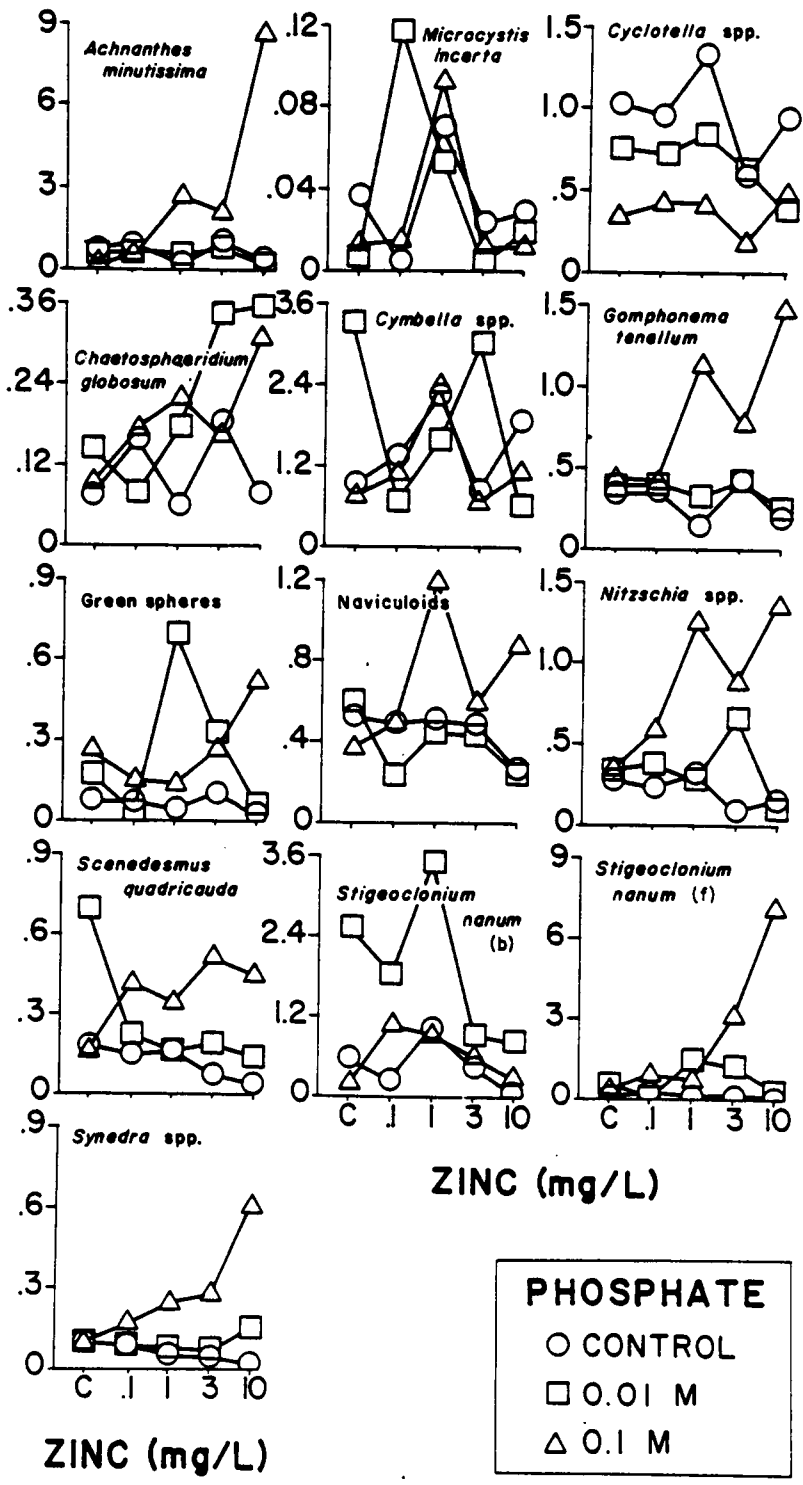 9
6
3
0
Achnanthes
minutissima
.12
.08
.04
0
Microcystis
incerta
1.5
1.0
.5
0
Cyclotella spp.
.36
.24
.12
0
Chaetosphaeridium
globosum
3.6
2.4
1.2
0
Cymbella spp.
1.5
1.0
.5
0
Gomphonema
tenellum
.9
.6
.3
0
Green spheres
1.2
.8
.4
0
Naviculoids
1.5
1.0
.5
0
Nitzschia spp.
.9
.6
.3
0
Scenedesmus
quadricauda
3.6
2.4
1.2
0
Stigeoclonium
nanum
(b)
C .1 1 3 10
9
6
3
0
Stigeoclonium
nanum (f)
C .1 1 3 10
ZINC (mg/L)
.9
.6
.3
0
Synedra spp.
C .1 1 3 10
ZINC (mg/L)
PHOSPHATE
CONTROL
0.01 M
0.1 M